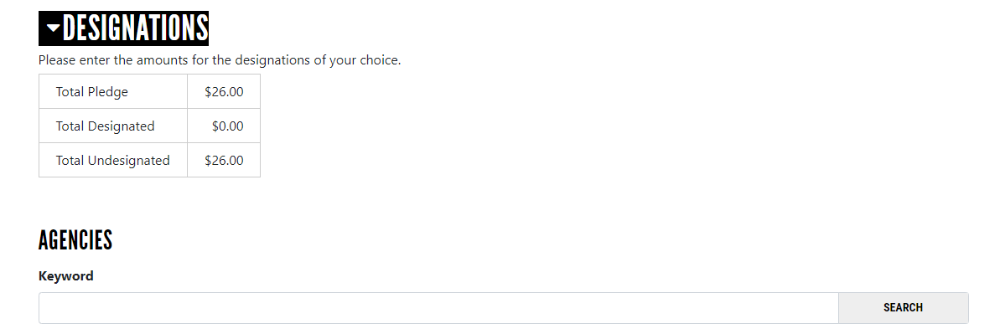 DESIGNATIONS
Please enter the amounts for the designations of your choice.
Total Pledge $26.00
Total Designated $0.00
Total Undesignated $26.00
AGENCIES
Keyword
SEARCH